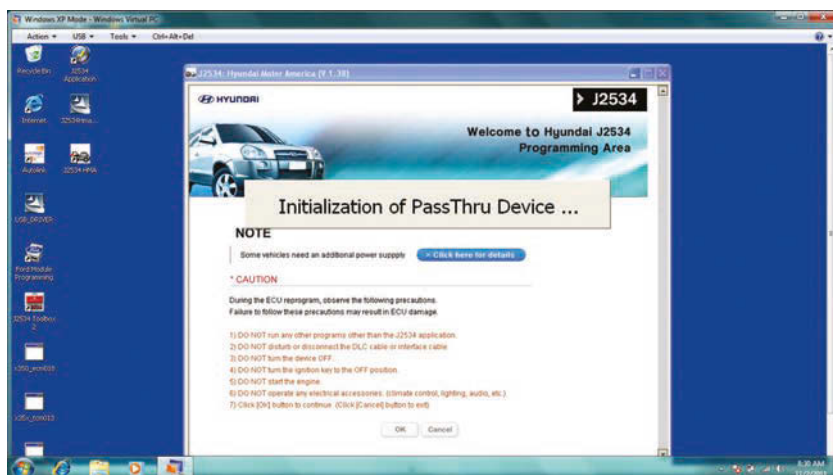 Windows XP Mode - Windows Virtual PC
Action USB Tools Ctrl+Alt+Del
Recycle Bin
J2534 Application
Internet
Autolink
J2534 HMA
USB_DRIVER
Ford Module Programming
J2534 Toolbox 2
J2534: Hyundai Motor America (V 1.30)
HYUNDAI
> J2534
Welcome to Hyundai J2534
Programming Area
Initialization of PassThru Device ...
NOTE
Some vehicles need an additional power suppply
Click here for details
* CAUTION
During the ECU reprogram, observe the following precautions.
Failure to follow these precautions may result in ECU damage.
1) DO NOT run any other programs other than the J2534 application.
2) DO NOT disturb or disconnect the DLC cable or interface cable
3) DO NOT turn the device OFF.
4) DO NOT turn the ignition key to the OFF position.
5) DO NOT start the engine.
6) DO NOT operate any electrical accessories. (climate control, lighting, audio, etc.)
7) Click [OK] button to continue. (Click [Cancel] button to exit)
OK Cancel
8:30 AM